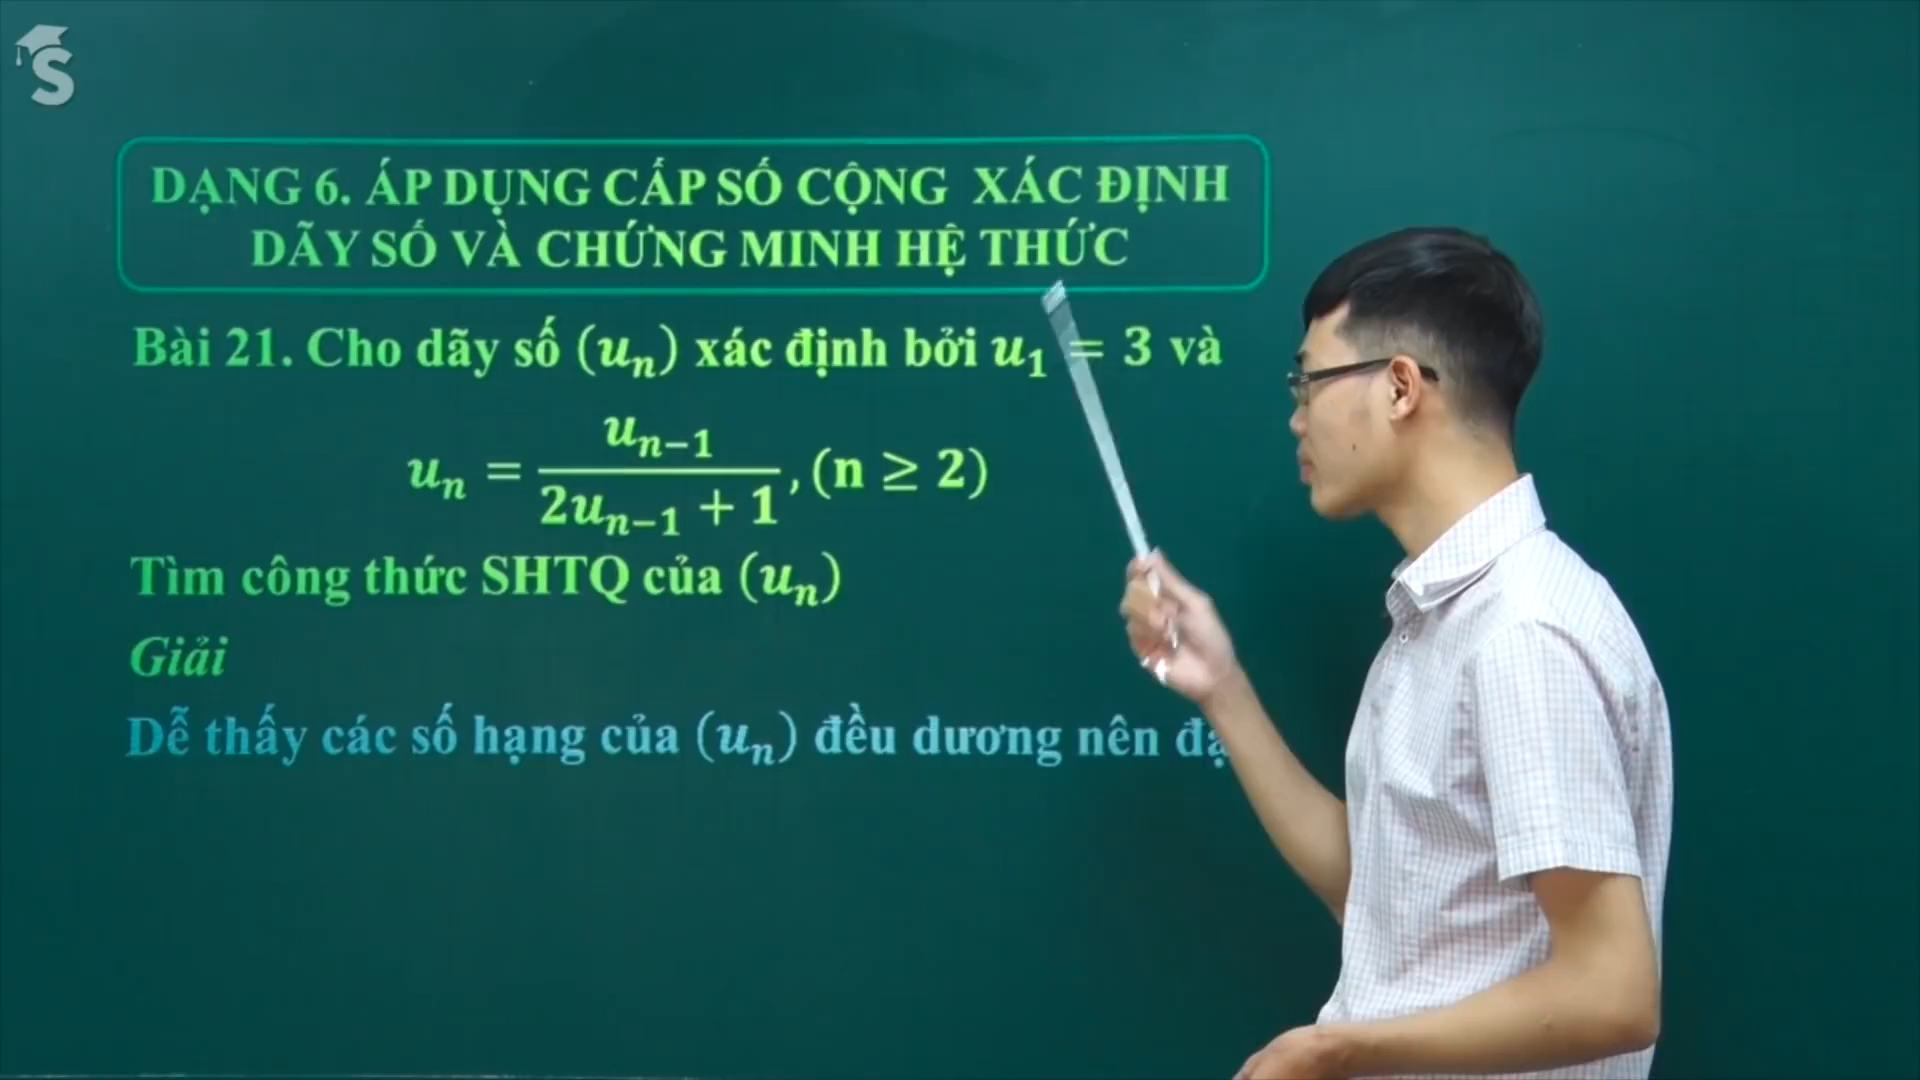 S
DẠNG 6. ÁP DỤNG CẤP SỐ CỘNG XÁC ĐỊNH
DÃY SỐ VÀ CHỨNG MINH HỆ THỨC
Bài 21. Cho dãy số (uₙ) xác định bởi u₁ = 3 và
uₙ = uₙ₋₁ / (2uₙ₋₁ + 1), (n ≥ 2)
Tìm công thức SHTQ của (uₙ)
Giải
Dễ thấy các số hạng của (uₙ) đều dương nên